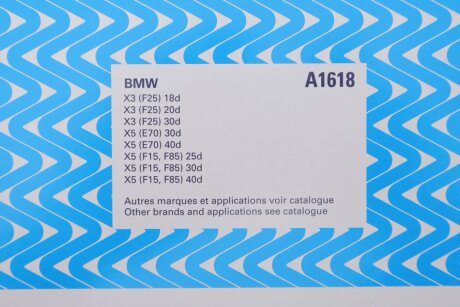 BMW A1618
X3 (F25) 18d
X3 (F25) 20d
X3 (F25) 30d
X5 (E70) 30d
X5 (E70) 40d
X5 (F15, F85) 25d
X5 (F15, F85) 30d
X5 (F15, F85) 40d
Autres marques et applications voir catalogue
Other brands and applications see catalogue